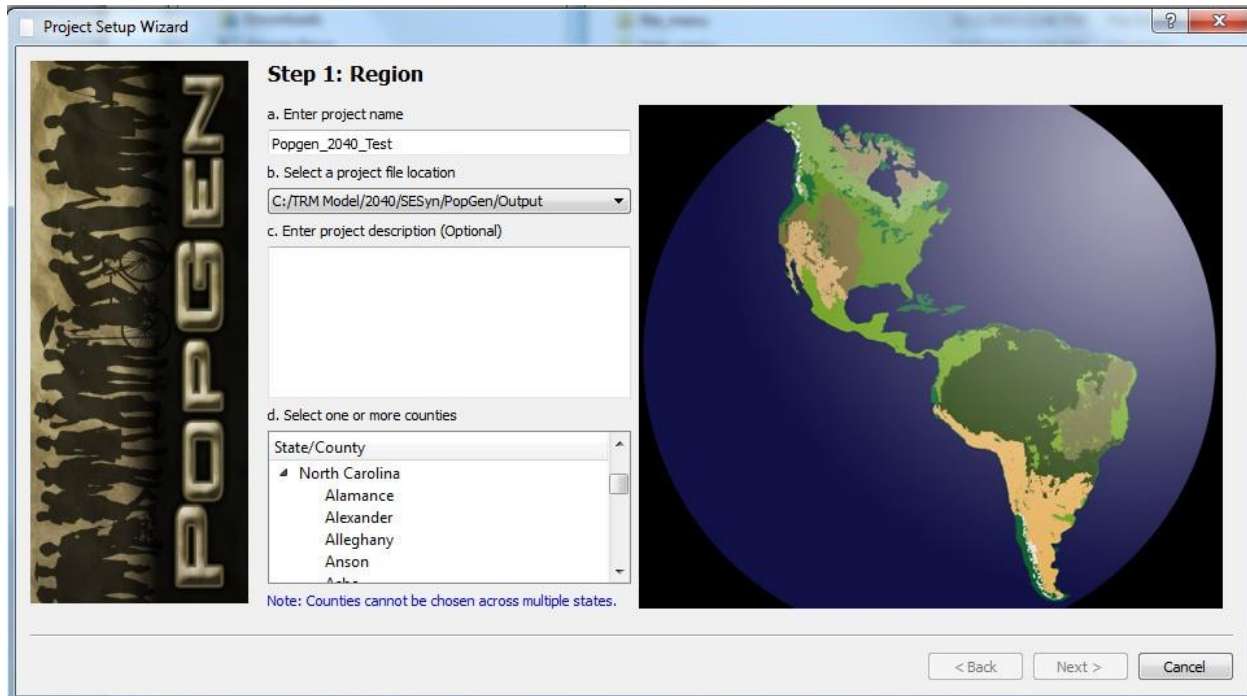 Project Setup Wizard
POPGEN
Step 1: Region
a. Enter project name
Popgen_2040_Test
b. Select a project file location
C:/TRM Model/2040/SESyn/PopGen/Output
c. Enter project description (Optional)
d. Select one or more counties
State/County
North Carolina
Alamance
Alexander
Alleghany
Anson
Note: Counties cannot be chosen across multiple states.
< Back
Next >
Cancel